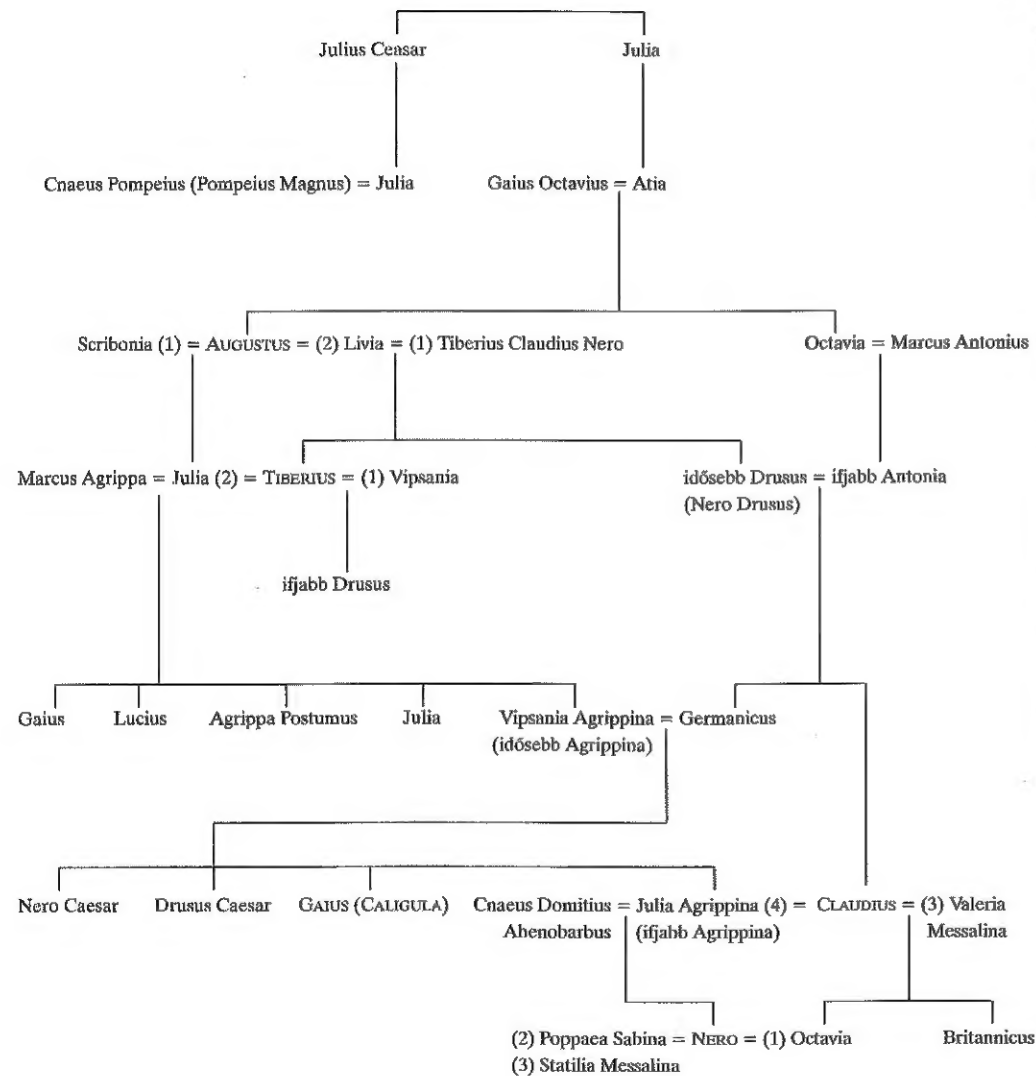 Julius Ceasar Julia
Cnaeus Pompeius (Pompeius Magnus) = Julia Gaius Octavius = Atia
Scribonia (1) = AUGUSTUS = (2) Livia = (1) Tiberius Claudius Nero Octavia = Marcus Antonius
Marcus Agrippa = Julia (2) = TIBERIUS = (1) Vipsania idősebb Drusus = ifjabb Antonia
(Nero Drusus)
ifjabb Drusus
Gaius Lucius Agrippa Postumus Julia Vipsania Agrippina = Germanicus
(idősebb Agrippina)
Nero Caesar Drusus Caesar GAIUS (CALIGULA) Cnaeus Domitius = Julia Agrippina (4) = CLAUDIUS = (3) Valeria
Ahenobarbus (ifjabb Agrippina) Messalina
(2) Poppaea Sabina = NERO = (1) Octavia Britannicus
(3) Statilia Messalina